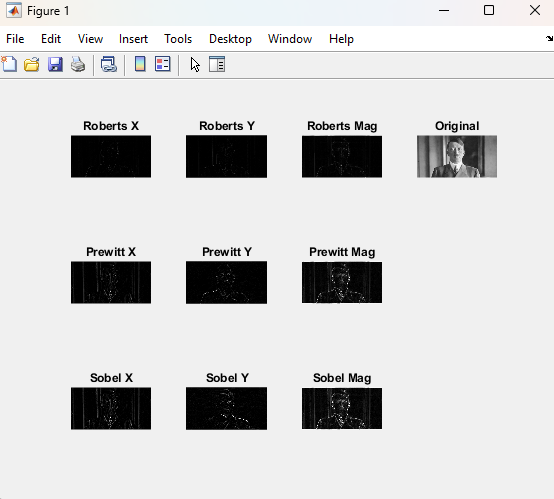 Figure 1
File Edit View Insert Tools Desktop Window Help
Roberts X Roberts Y Roberts Mag Original
Prewitt X Prewitt Y Prewitt Mag
Sobel X Sobel Y Sobel Mag